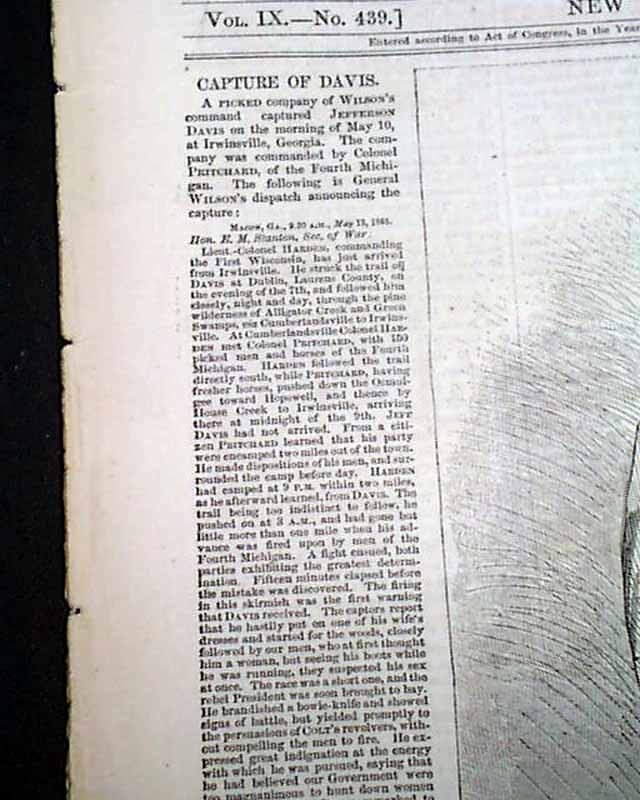 Vol. IX.—No. 439.]
NEW
Entered according to Act of Congress, in the Year
CAPTURE OF DAVIS.
A PICKED company of WILSON'S
command captured JEFFERSON
DAVIS on the morning of May 10,
at Irwinsville, Georgia. The com-
pany was commanded by Colonel
PRITCHARD, of the Fourth Michi-
gan. The following is General
WILSON'S dispatch announcing the
capture:
MACON, GA., 9.30 A.M., May 13, 1865.
Hon. E. M. Stanton, Sec. of War:
Lieut.-Colonel HARDEN, commanding
the First Wisconsin, has just arrived
from Irwinsville. He struck the trail of
DAVIS at Dublin, Laurens County, on
the evening of the 7th, and followed him
closely, night and day, through the pine
wilderness of Alligator Creek and Green
Swamps, via Cumberlandsville to Irwins-
ville. At Cumberlandsville Colonel HAR-
DEN met Colonel PRITCHARD, with 150
picked men and horses of the Fourth
Michigan. HARDEN followed the trail
directly south, while PRITCHARD, having
fresher horses, pushed down the Ocmul-
gee toward Hopewell, and thence by
House Creek to Irwinsville, arriving
there at midnight of the 9th. JEFF
DAVIS had not arrived. From a citi-
zen PRITCHARD learned that his party
were encamped two miles out of the town.
He made dispositions of his men, and sur-
rounded the camp before day. HARDEN
had camped at 9 P.M. within two miles,
as he afterward learned, from DAVIS. The
trail being too indistinct to follow, he
pushed on at 3 A.M., and had gone but
little more than one mile when his ad-
vance was fired upon by men of the
Fourth Michigan. A fight ensued, both
parties exhibiting the greatest determ-
ination. Fifteen minutes elapsed before
the mistake was discovered. The firing
in this skirmish was the first warning
that DAVIS received. The captors report
that he hastily put on one of his wife's
dresses and started for the woods, closely
followed by our men, who at first thought
him a woman, but seeing his boots while
he was running, they suspected his sex
at once. The race was a short one, and the
rebel President was soon brought to bay.
He brandished a bowie-knife and showed
signs of battle, but yielded promptly to
the persuasions of COLT'S revolvers, with-
out compelling the men to fire. He ex-
pressed great indignation at the energy
with which he was pursued, saying that
he had believed our Government were
too magnanimous to hunt down women